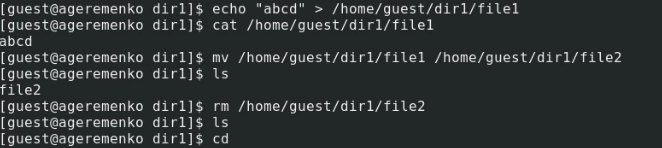 [guest@ageremenko dir1]$ echo "abcd" > /home/guest/dir1/file1
[guest@ageremenko dir1]$ cat /home/guest/dir1/file1
abcd
[guest@ageremenko dir1]$ mv /home/guest/dir1/file1 /home/guest/dir1/file2
[guest@ageremenko dir1]$ ls
file2
[guest@ageremenko dir1]$ rm /home/guest/dir1/file2
[guest@ageremenko dir1]$ ls
[guest@ageremenko dir1]$ cd